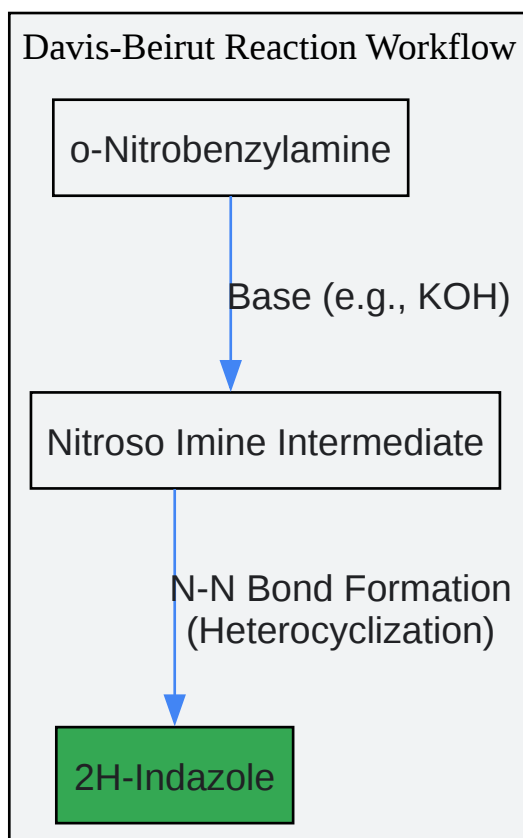 Davis-Beirut Reaction Workflow
o-Nitrobenzylamine
Base (e.g., KOH)
Nitroso Imine Intermediate
N-N Bond Formation
(Heterocyclization)
2H-Indazole